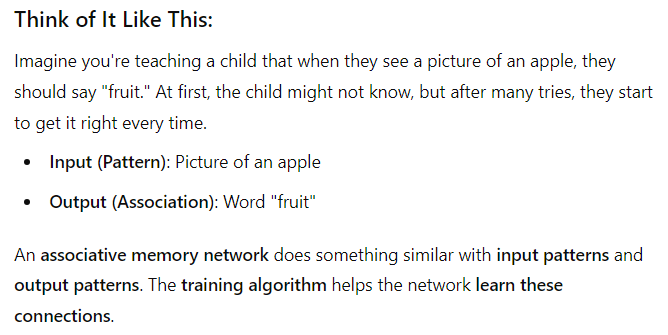 Think of It Like This:
Imagine you're teaching a child that when they see a picture of an apple, they
should say "fruit." At first, the child might not know, but after many tries, they start
to get it right every time.
• Input (Pattern): Picture of an apple
• Output (Association): Word "fruit"
An associative memory network does something similar with input patterns and
output patterns. The training algorithm helps the network learn these
connections.